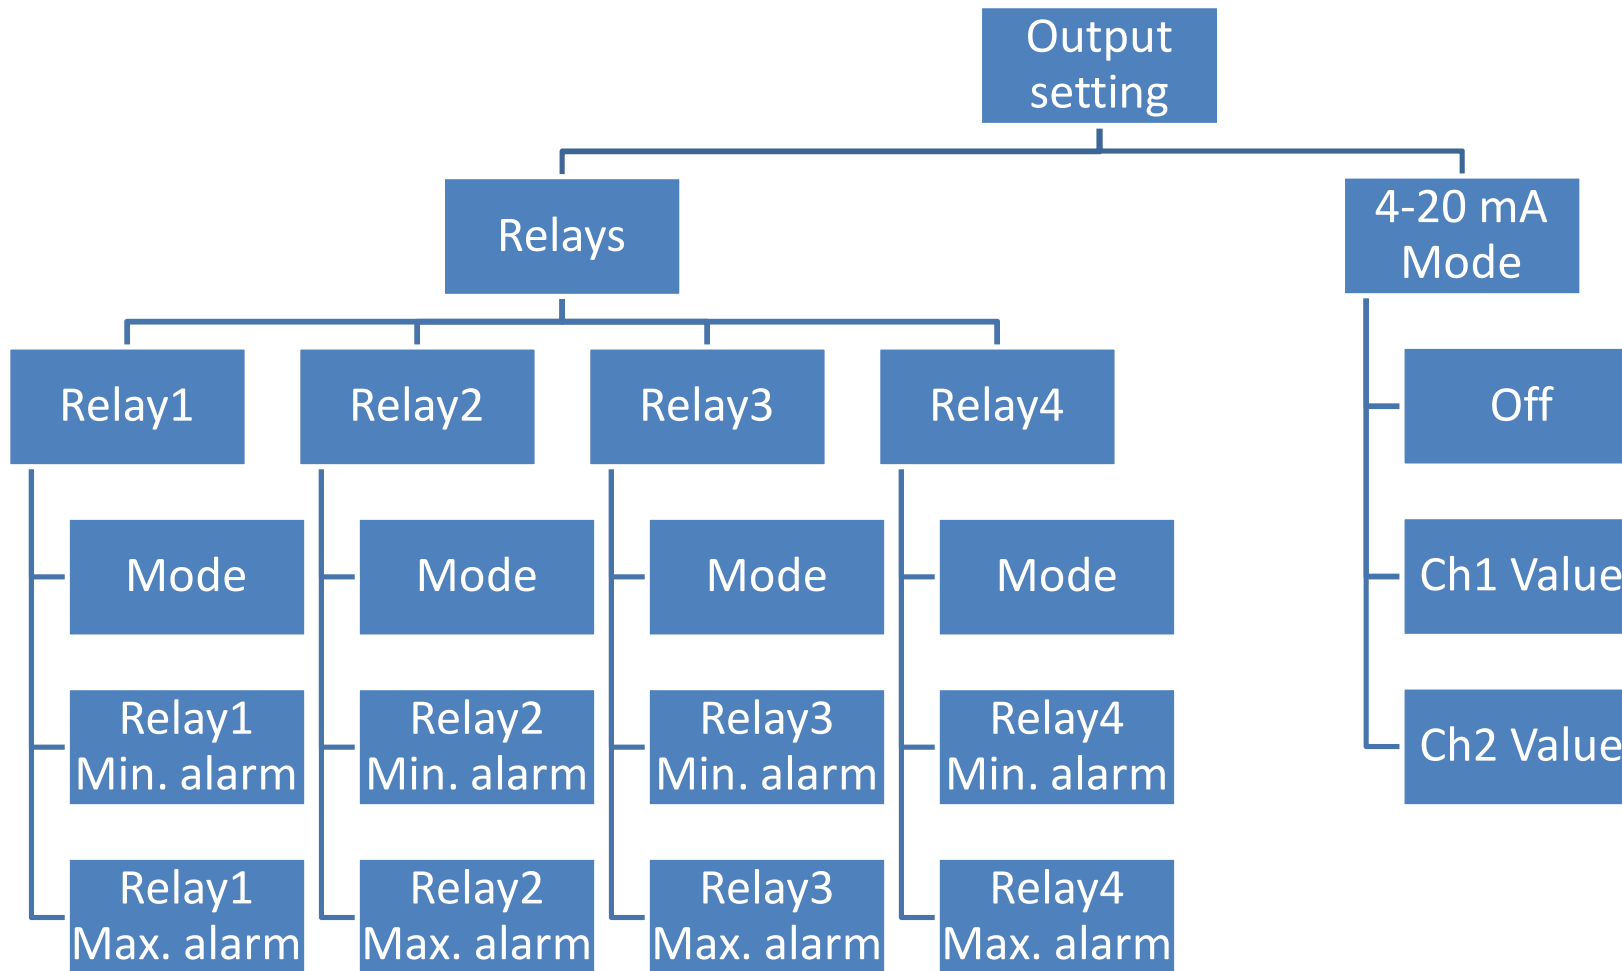 Output
setting
Relays
4-20 mA
Mode
Relay1
Relay2
Relay3
Relay4
Off
Mode
Mode
Mode
Mode
Ch1 Value
Relay1
Min. alarm
Relay2
Min. alarm
Relay3
Min. alarm
Relay4
Min. alarm
Ch2 Value
Relay1
Max. alarm
Relay2
Max. alarm
Relay3
Max. alarm
Relay4
Max. alarm